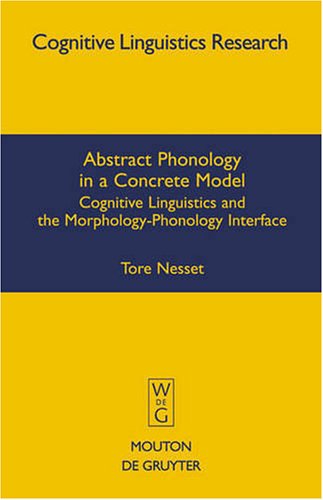 Cognitive Linguistics Research
Abstract Phonology
in a Concrete Model
Cognitive Linguistics and
the Morphology-Phonology Interface
Tore Nesset
W
DE
G
MOUTON
DE GRUYTER